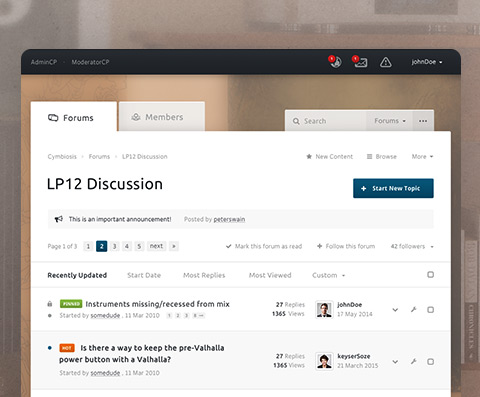 AdminCP · ModeratorCP
johnDoe
Forums
Members
Search
Forums
Cymbiosis › Forums › LP12 Discussion
New Content
Browse
More
LP12 Discussion
+ Start New Topic
This is an important announcement!
Posted by peterswain
Page 1 of 3
1 2 3 4 5 next »
Mark this forum as read
+ Follow this forum
42 followers
Recently Updated
Start Date
Most Replies
Most Viewed
Custom
PINNED Instruments missing/recessed from mix
Started by somedude , 11 Mar 2010
1 2 3
27 Replies
1365 Views
johnDoe
17 May 2014
HOT Is there a way to keep the pre-Valhalla
power button with a Valhalla?
Started by somedude , 11 Mar 2010
27 Replies
1365 Views
keyserSoze
21 March 2015
CHRONICLES